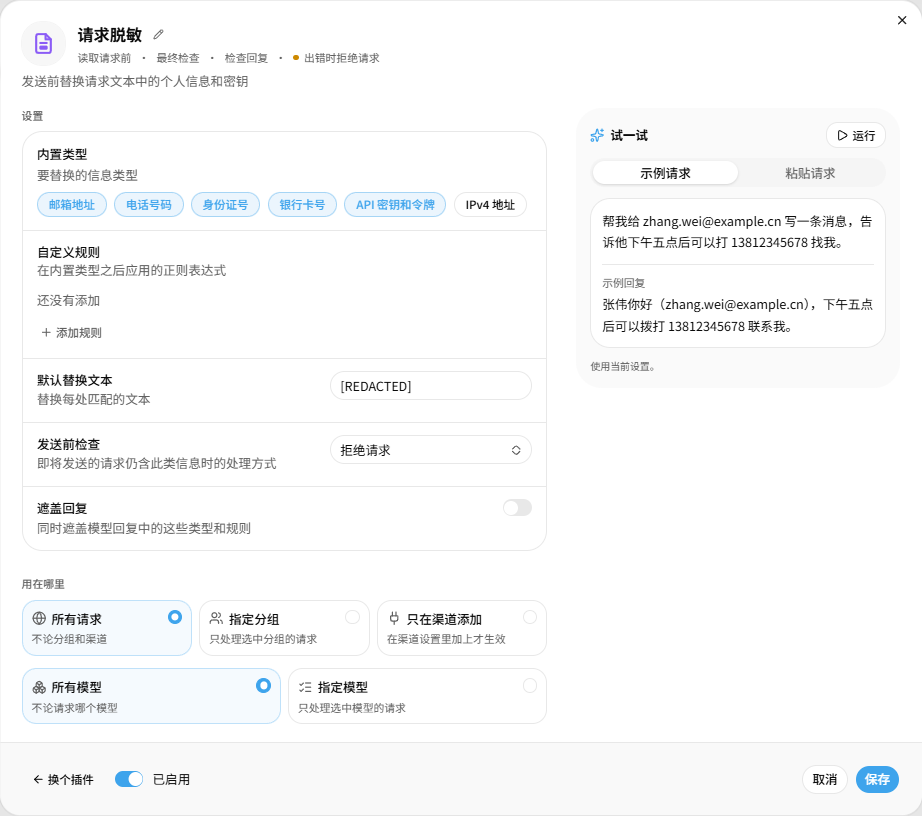 请求脱敏
读取请求前 · 最终检查 · 检查回复 · 出错时拒绝请求
发送前替换请求文本中的个人信息和密钥
设置
内置类型
要替换的信息类型
邮箱地址 电话号码 身份证号 银行卡号 API 密钥和令牌 IPv4 地址
自定义规则
在内置类型之后应用的正则表达式
还没有添加
添加规则
默认替换文本
替换每处匹配的文本
[REDACTED]
发送前检查
即将发送的请求仍含此类信息时的处理方式
拒绝请求
遮盖回复
同时遮盖模型回复中的这些类型和规则
用在哪里
所有请求
不论分组和渠道
指定分组
只处理选中分组的请求
只在渠道添加
在渠道设置里加上才生效
所有模型
不论请求哪个模型
指定模型
只处理选中模型的请求
试一试
运行
示例请求 粘贴请求
帮我给 zhang.wei@example.cn 写一条消息，告
诉他下午五点后可以打 13812345678 找我。
示例回复
张伟你好（zhang.wei@example.cn），下午五点
后可以拨打 13812345678 联系我。
使用当前设置。
换个插件 已启用 取消 保存